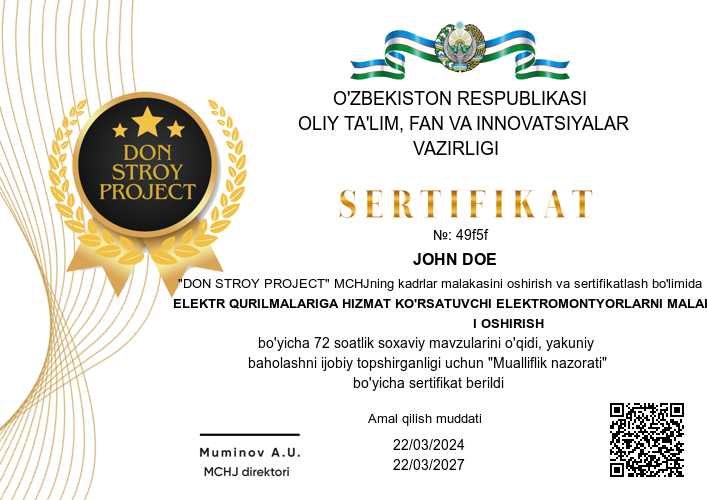 O'ZBEKISTON RESPUBLIKASI
OLIY TA'LIM, FAN VA INNOVATSIYALAR
VAZIRLIGI
DON
STROY
PROJECT
SERTIFIKAT
№: 49f5f
JOHN DOE
"DON STROY PROJECT" MCHJning kadrlar malakasini oshirish va sertifikatlash bo'limida
ELEKTR QURILMALARIGA HIZMAT KO'RSATUVCHI ELEKTROMONTYORLARNI MALAI
I OSHIRISH
bo'yicha 72 soatlik soxaviy mavzularini o'qidi, yakuniy
baholashni ijobiy topshirganligi uchun "Mualliflik nazorati"
bo'yicha sertifikat berildi
Amal qilish muddati
22/03/2024
22/03/2027
Muminov A.U.
MCHJ direktori